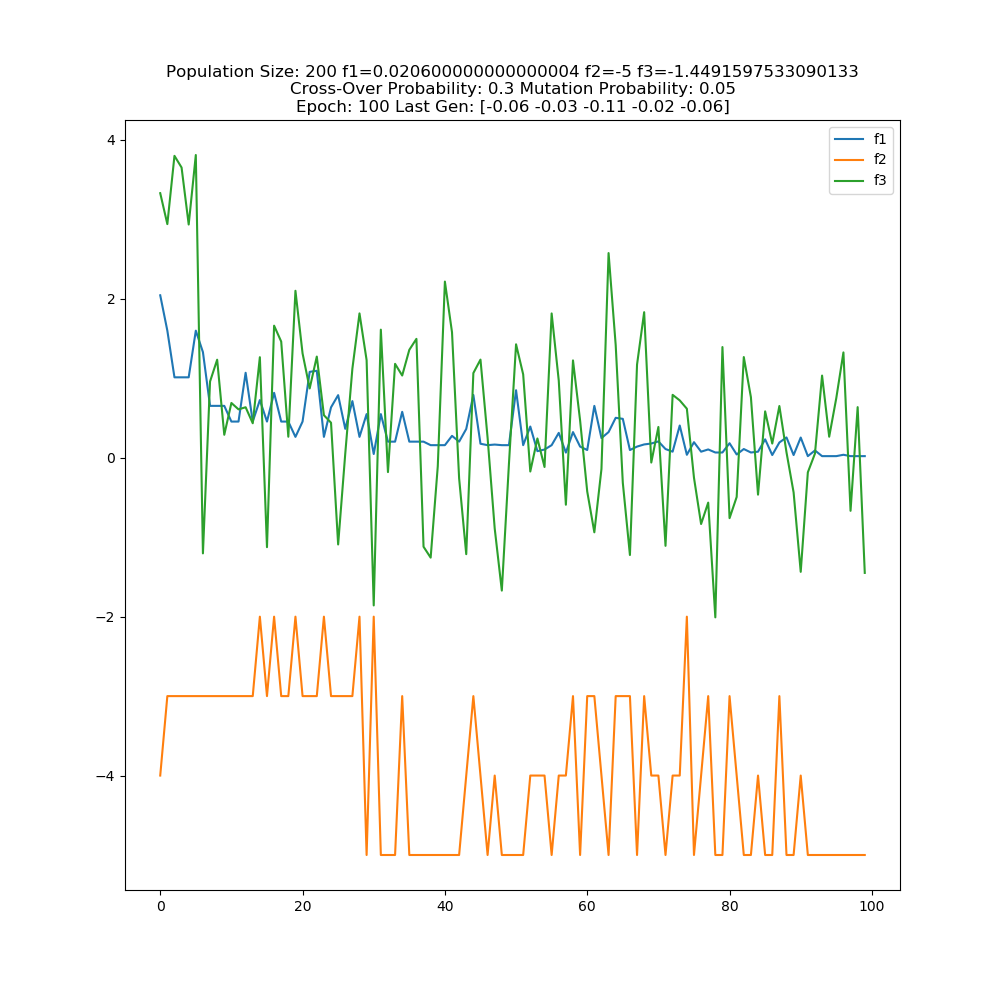 Population Size: 200 f1=0.020600000000000004 f2=-5 f3=-1.4491597533090133
Cross-Over Probability: 0.3 Mutation Probability: 0.05
Epoch: 100 Last Gen: [-0.06 -0.03 -0.11 -0.02 -0.06]
f1
f2
f3
4
2
0
−2
−4
0
20
40
60
80
100